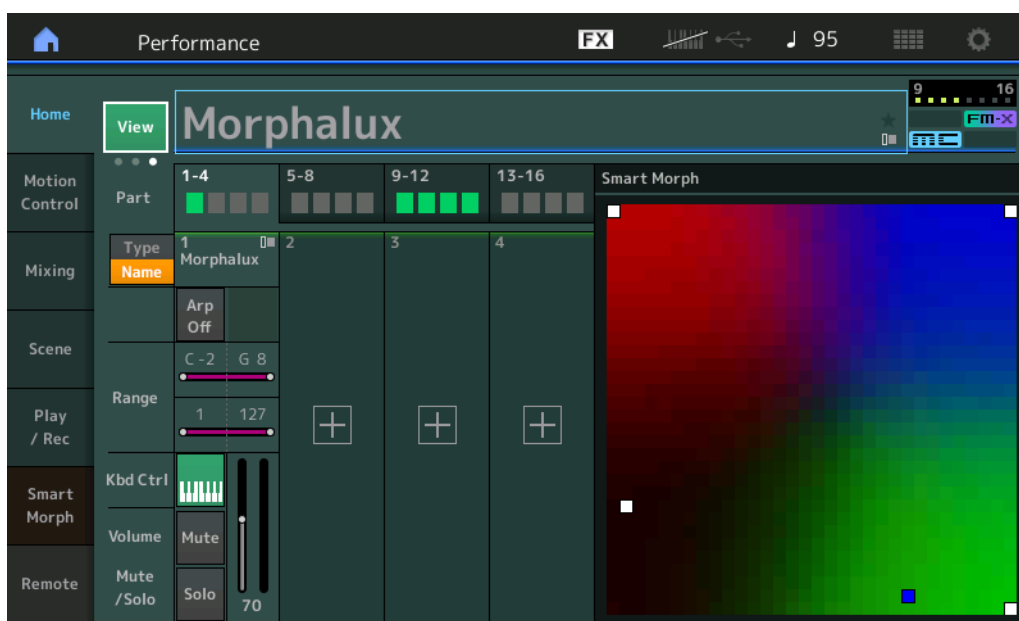 Performance
FX
95
Home
View
Morphalux
9 16
FM-X
MC
Motion
Control
Part
1-4
5-8
9-12
13-16
Smart Morph
Type
Name
1
Morphalux
2
3
4
Mixing
Arp
Off
Scene
Range
C -2 G 8
1 127
Play
/ Rec
Kbd Ctrl
Smart
Morph
Volume
Mute
Remote
Mute
/Solo
Solo
70